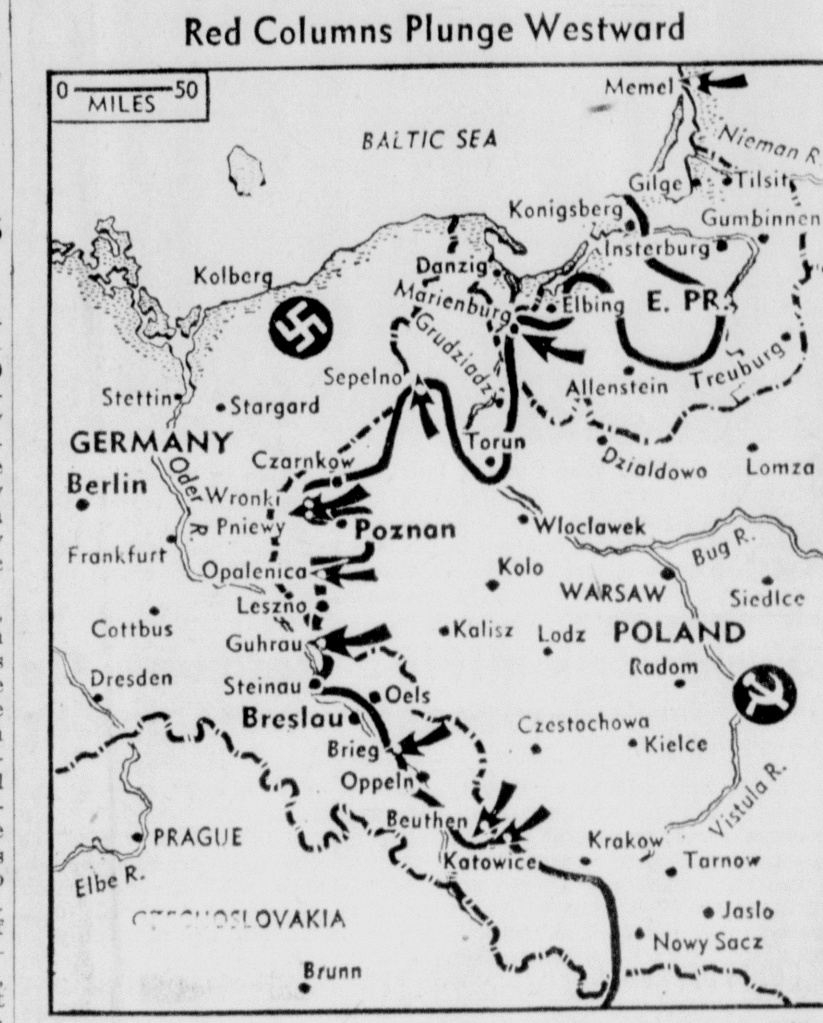 Red Columns Plunge Westward
0 50
MILES
Memel
BALTIC SEA
Nieman R.
Gilge
Tilsit
Konigsberg
Gumbinnen
Insterburg
Danzig
Kolberg
Marienburg
Elbing
E. PR.
Grudziadz
Sepelno
Allenstein
Treuburg
Stettin
Stargard
GERMANY
Torun
Czarnkow
Dzialdowo
Lomza
Berlin
Oder R.
Wronki
Pniewy
Poznan
Wloclawek
Bug R.
Frankfurt
Opalenica
Kolo
WARSAW
Siedlce
Leszno
Cottbus
Guhrau
Kalisz
Lodz
POLAND
Radom
Dresden
Steinau
Oels
Breslau
Czestochowa
Kielce
Brieg
Oppeln
Vistula R.
Beuthen
PRAGUE
Krakow
Katowice
Tarnow
Elbe R.
CZECHOSLOVAKIA
Jaslo
Nowy Sacz
Brunn